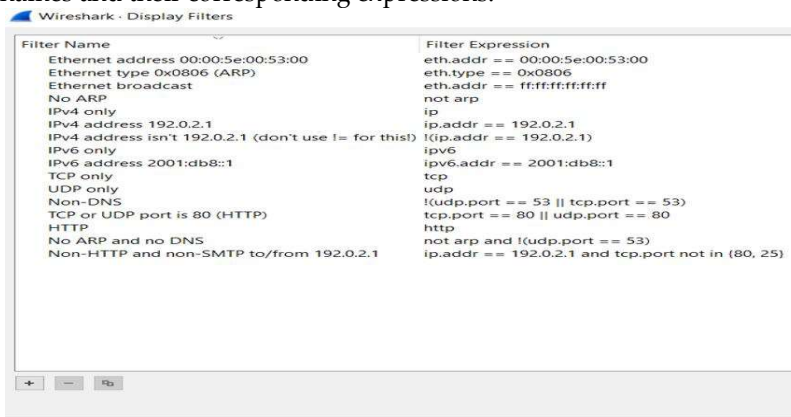 names and their corresponding expressions.
Wireshark · Display Filters
Filter Name Filter Expression
Ethernet address 00:00:5e:00:53:00 eth.addr == 00:00:5e:00:53:00
Ethernet type 0x0806 (ARP) eth.type == 0x0806
Ethernet broadcast eth.addr == ff:ff:ff:ff:ff:ff
No ARP not arp
IPv4 only ip
IPv4 address 192.0.2.1 ip.addr == 192.0.2.1
IPv4 address isn't 192.0.2.1 (don't use != for this!) !(ip.addr == 192.0.2.1)
IPv6 only ipv6
IPv6 address 2001:db8::1 ipv6.addr == 2001:db8::1
TCP only tcp
UDP only udp
Non-DNS !(udp.port == 53 || tcp.port == 53)
TCP or UDP port is 80 (HTTP) tcp.port == 80 || udp.port == 80
HTTP http
No ARP and no DNS not arp and !(udp.port == 53)
Non-HTTP and non-SMTP to/from 192.0.2.1 ip.addr == 192.0.2.1 and tcp.port not in {80, 25}